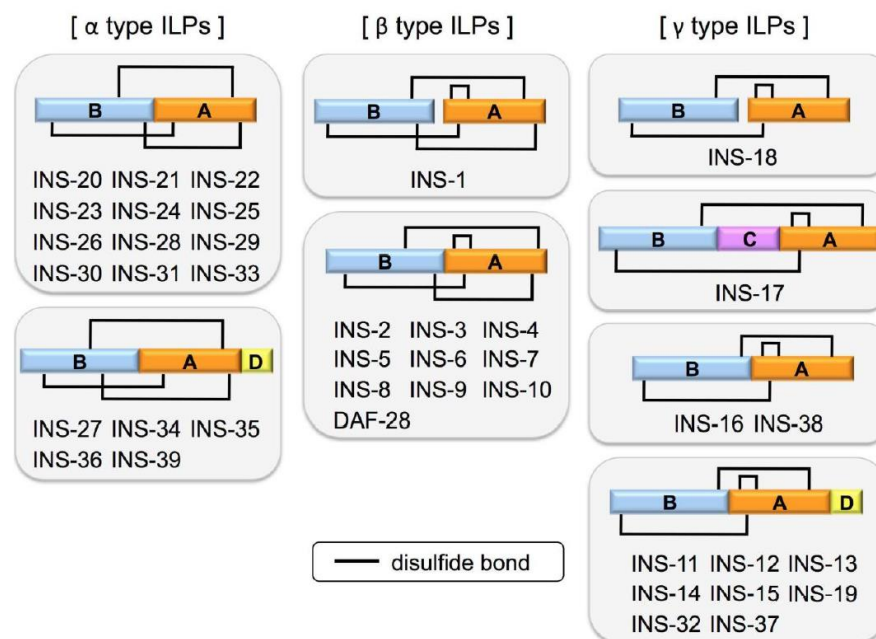 [ α type ILPs ]
B A
INS-20 INS-21 INS-22
INS-23 INS-24 INS-25
INS-26 INS-28 INS-29
INS-30 INS-31 INS-33
B A D
INS-27 INS-34 INS-35
INS-36 INS-39
[ β type ILPs ]
B A
INS-1
B A
INS-2 INS-3 INS-4
INS-5 INS-6 INS-7
INS-8 INS-9 INS-10
DAF-28
disulfide bond
[ γ type ILPs ]
B A
INS-18
B C A
INS-17
B A
INS-16 INS-38
B A D
INS-11 INS-12 INS-13
INS-14 INS-15 INS-19
INS-32 INS-37